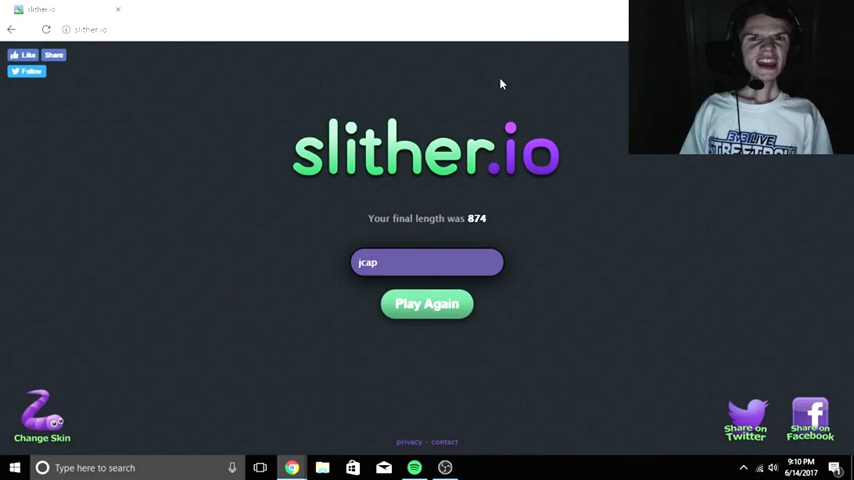 slither.io
slither.io
Like
Share
Follow
slither.io
Your final length was 874
jcap
Play Again
Change Skin
Share on
Twitter
Share on
Facebook
privacy - contact
Type here to search
9:10 PM
6/14/2017